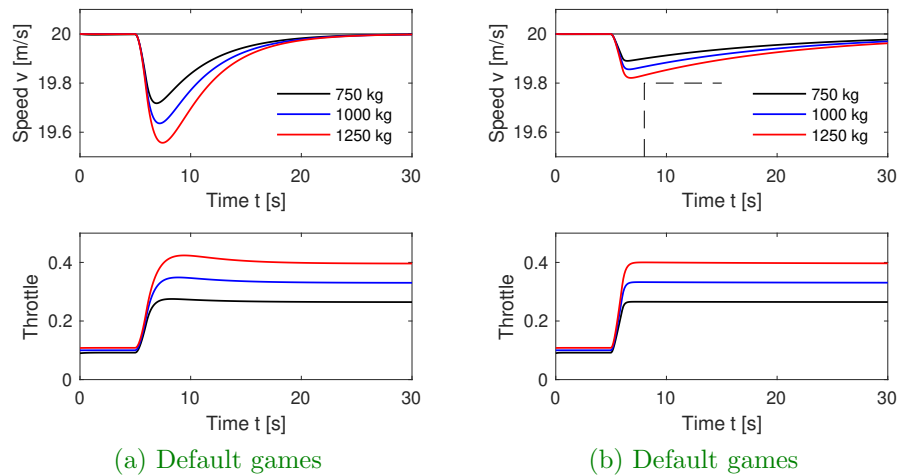 Speed v [m/s]
20
19.8
19.6
750 kg
1000 kg
1250 kg
0
10
20
30
Time t [s]
Throttle
0.4
0.2
0
0
10
20
30
Time t [s]
(a) Default games
Speed v [m/s]
20
19.8
19.6
750 kg
1000 kg
1250 kg
0
10
20
30
Time t [s]
Throttle
0.4
0.2
0
0
10
20
30
Time t [s]
(b) Default games